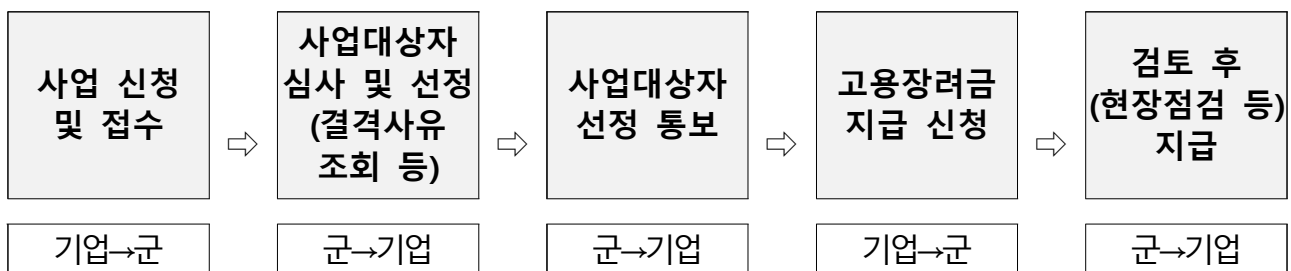 사업 신청
및 접수
⇨
사업대상자
심사 및 선정
(결격사유
조회 등)
⇨
사업대상자
선정 통보
⇨
고용장려금
지급 신청
⇨
검토 후
(현장점검 등)
지급
기업→군
군→기업
군→기업
기업→군
군→기업